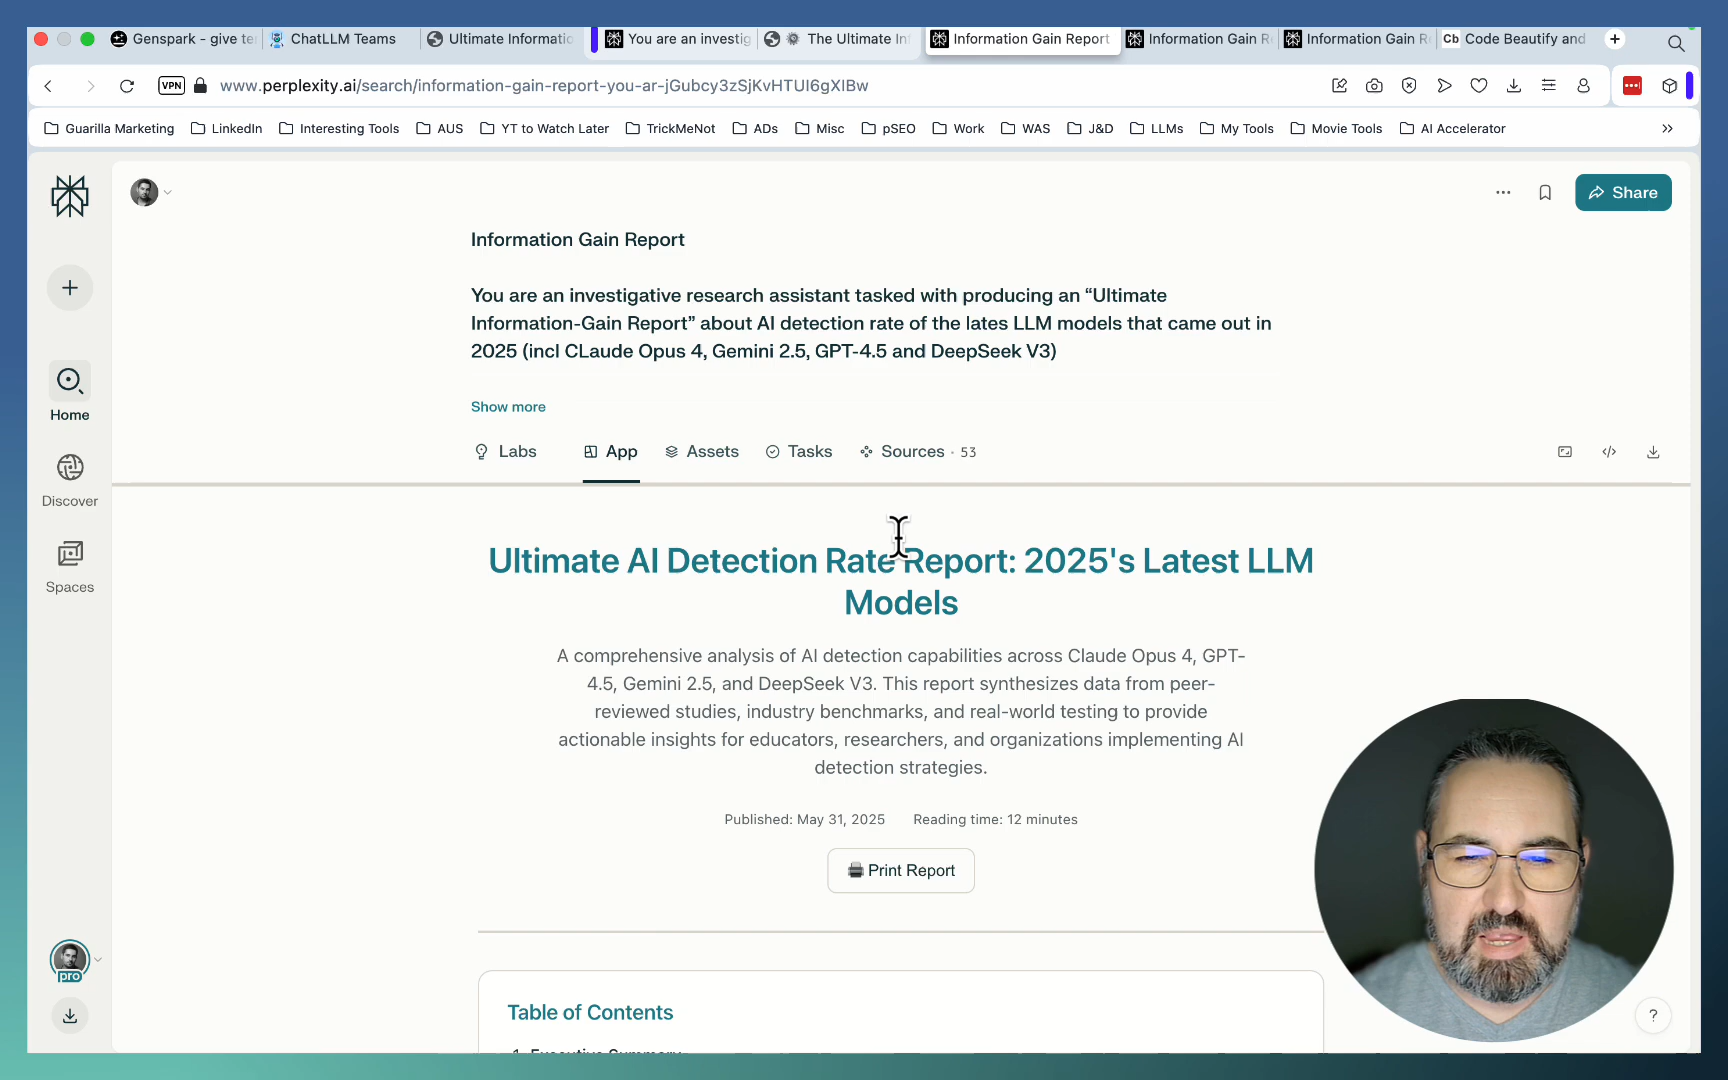 Genspark - give te
ChatLLM Teams
Ultimate Informatio
You are an investig
The Ultimate In
Information Gain Report
Information Gain R
Information Gain R
Cb Code Beautify and
VPN www.perplexity.ai/search/information-gain-report-you-ar-jGubcy3zSjKvHTUI6gXIBw
Guarilla Marketing LinkedIn Interesting Tools AUS YT to Watch Later TrickMeNot ADs Misc pSEO Work WAS J&D LLMs My Tools Movie Tools AI Accelerator
Share
Information Gain Report
You are an investigative research assistant tasked with producing an “Ultimate
Information-Gain Report” about AI detection rate of the lates LLM models that came out in
2025 (incl CLaude Opus 4, Gemini 2.5, GPT-4.5 and DeepSeek V3)
Show more
Home
Discover
Spaces
Labs App Assets Tasks Sources · 53
Ultimate AI Detection Rate Report: 2025's Latest LLM
Models
A comprehensive analysis of AI detection capabilities across Claude Opus 4, GPT-
4.5, Gemini 2.5, and DeepSeek V3. This report synthesizes data from peer-
reviewed studies, industry benchmarks, and real-world testing to provide
actionable insights for educators, researchers, and organizations implementing AI
detection strategies.
Published: May 31, 2025 Reading time: 12 minutes
Print Report
Table of Contents
1. Executive Summary
pro
?